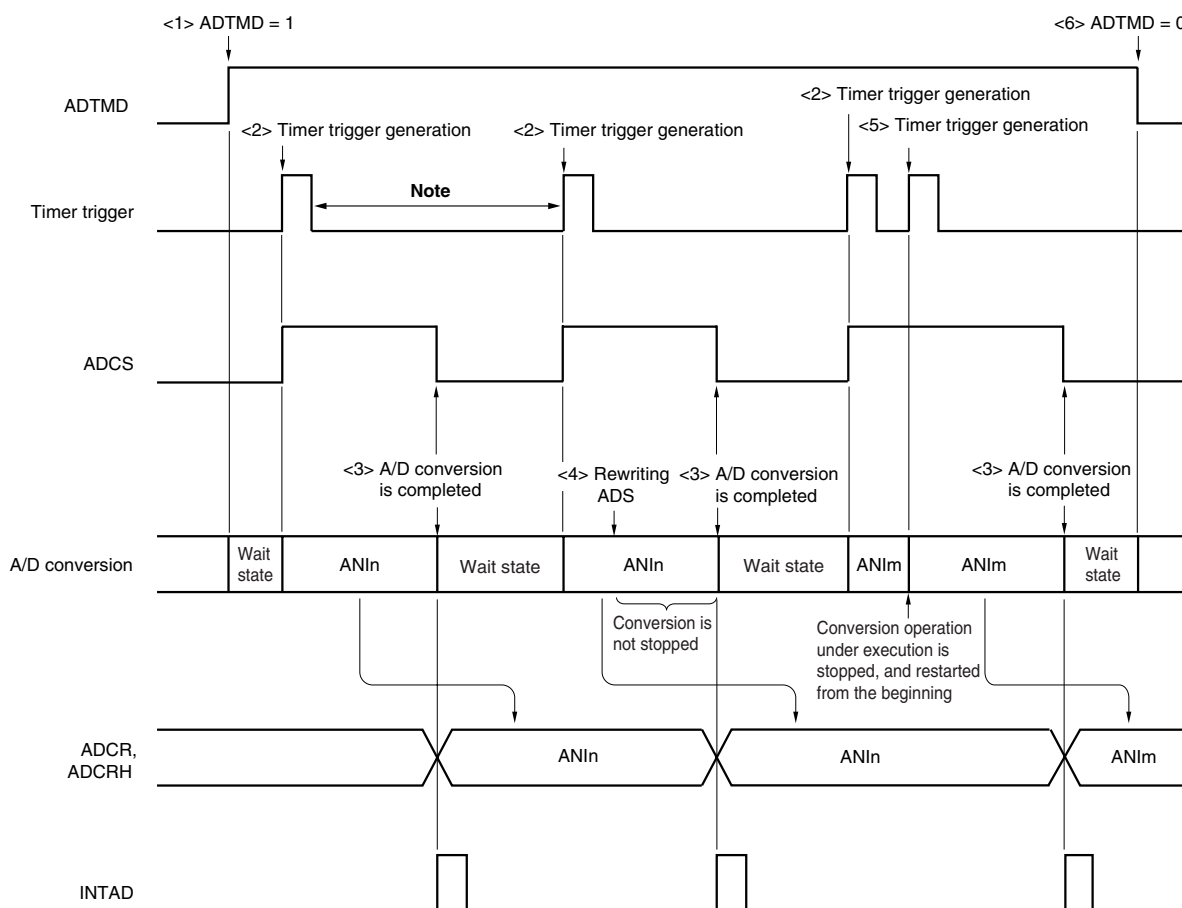 <1> ADTMD = 1
<6> ADTMD = 0
ADTMD
<2> Timer trigger generation
<2> Timer trigger generation
<2> Timer trigger generation
<5> Timer trigger generation
Timer trigger
Note
ADCS
<3> A/D conversion
is completed
<4> Rewriting
ADS
<3> A/D conversion
is completed
<3> A/D conversion
is completed
A/D conversion
Wait
state
ANIn
Wait state
ANIn
Wait state
ANIm
ANIm
Wait
state
Conversion is
not stopped
Conversion operation
under execution is
stopped, and restarted
from the beginning
ADCR,
ADCRH
ANIn
ANIn
ANIm
INTAD